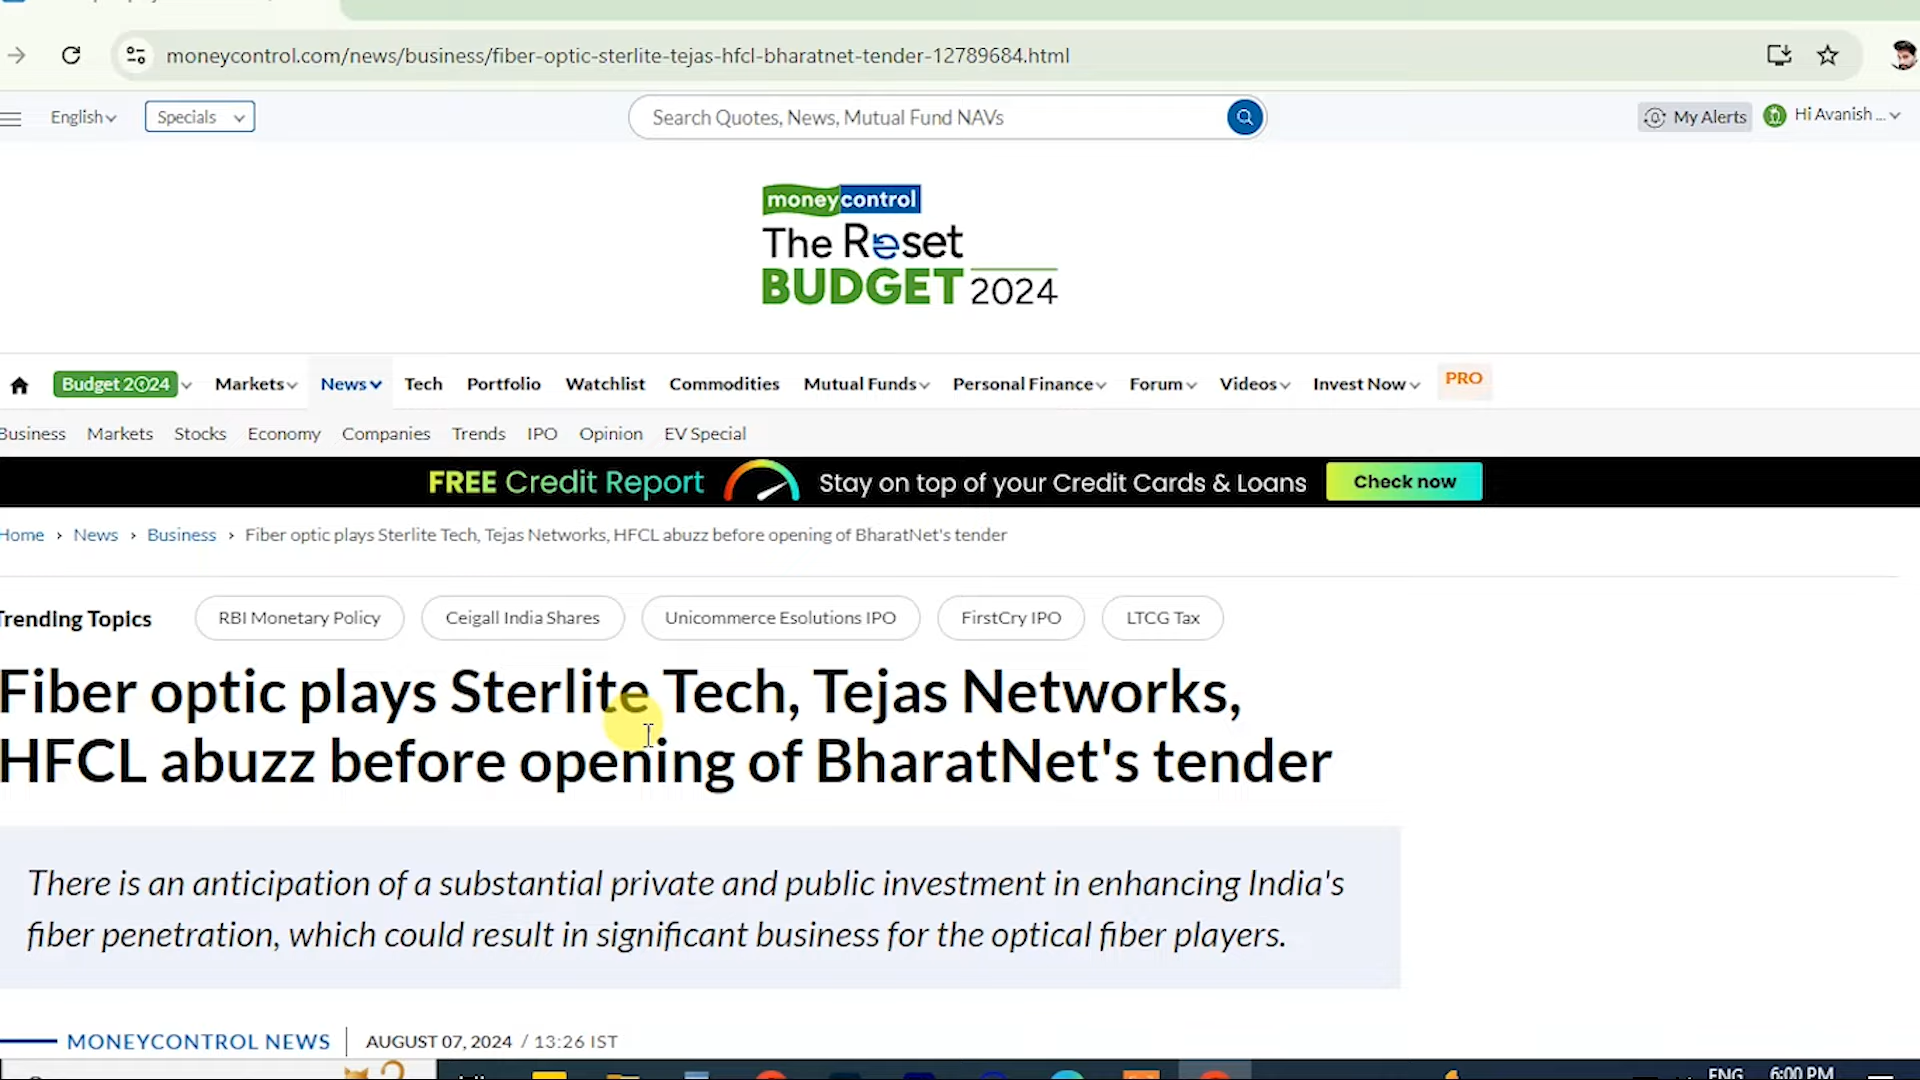 moneycontrol.com/news/business/fiber-optic-sterlite-tejas-hfcl-bharatnet-tender-12789684.html
English Specials Search Quotes, News, Mutual Fund NAVs My Alerts Hi Avanish ...
moneycontrol
The Reset
BUDGET 2024
Budget 2024 Markets News Tech Portfolio Watchlist Commodities Mutual Funds Personal Finance Forum Videos Invest Now PRO
Business Markets Stocks Economy Companies Trends IPO Opinion EV Special
FREE Credit Report Stay on top of your Credit Cards & Loans Check now
Home › News › Business › Fiber optic plays Sterlite Tech, Tejas Networks, HFCL abuzz before opening of BharatNet's tender
Trending Topics RBI Monetary Policy Ceigall India Shares Unicommerce Esolutions IPO FirstCry IPO LTCG Tax
Fiber optic plays Sterlite Tech, Tejas Networks,
HFCL abuzz before opening of BharatNet's tender
There is an anticipation of a substantial private and public investment in enhancing India's
fiber penetration, which could result in significant business for the optical fiber players.
MONEYCONTROL NEWS AUGUST 07, 2024 / 13:26 IST
ENG 6:00 PM